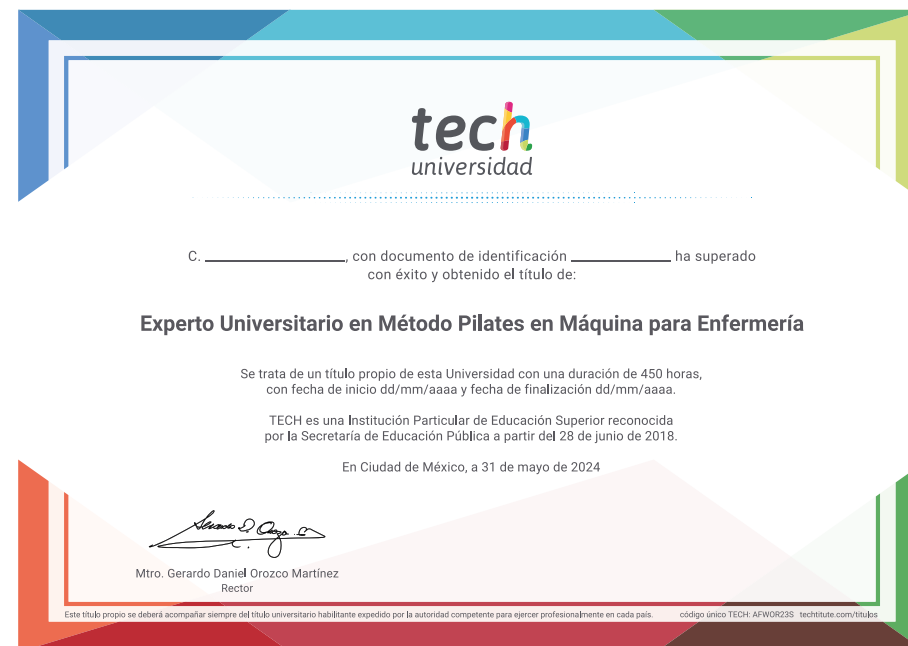 tech
universidad
C. ____________________, con documento de identificación ______________ ha superado
con éxito y obtenido el título de:
Experto Universitario en Método Pilates en Máquina para Enfermería
Se trata de un título propio de esta Universidad con una duración de 450 horas,
con fecha de inicio dd/mm/aaaa y fecha de finalización dd/mm/aaaa.
TECH es una Institución Particular de Educación Superior reconocida
por la Secretaría de Educación Pública a partir del 28 de junio de 2018.
En Ciudad de México, a 31 de mayo de 2024
Mtro. Gerardo Daniel Orozco Martínez
Rector
Este título propio se deberá acompañar siempre del título universitario habilitante expedido por la autoridad competente para ejercer profesionalmente en cada país. código único TECH: AFWOR23S techtitute.com/titulos